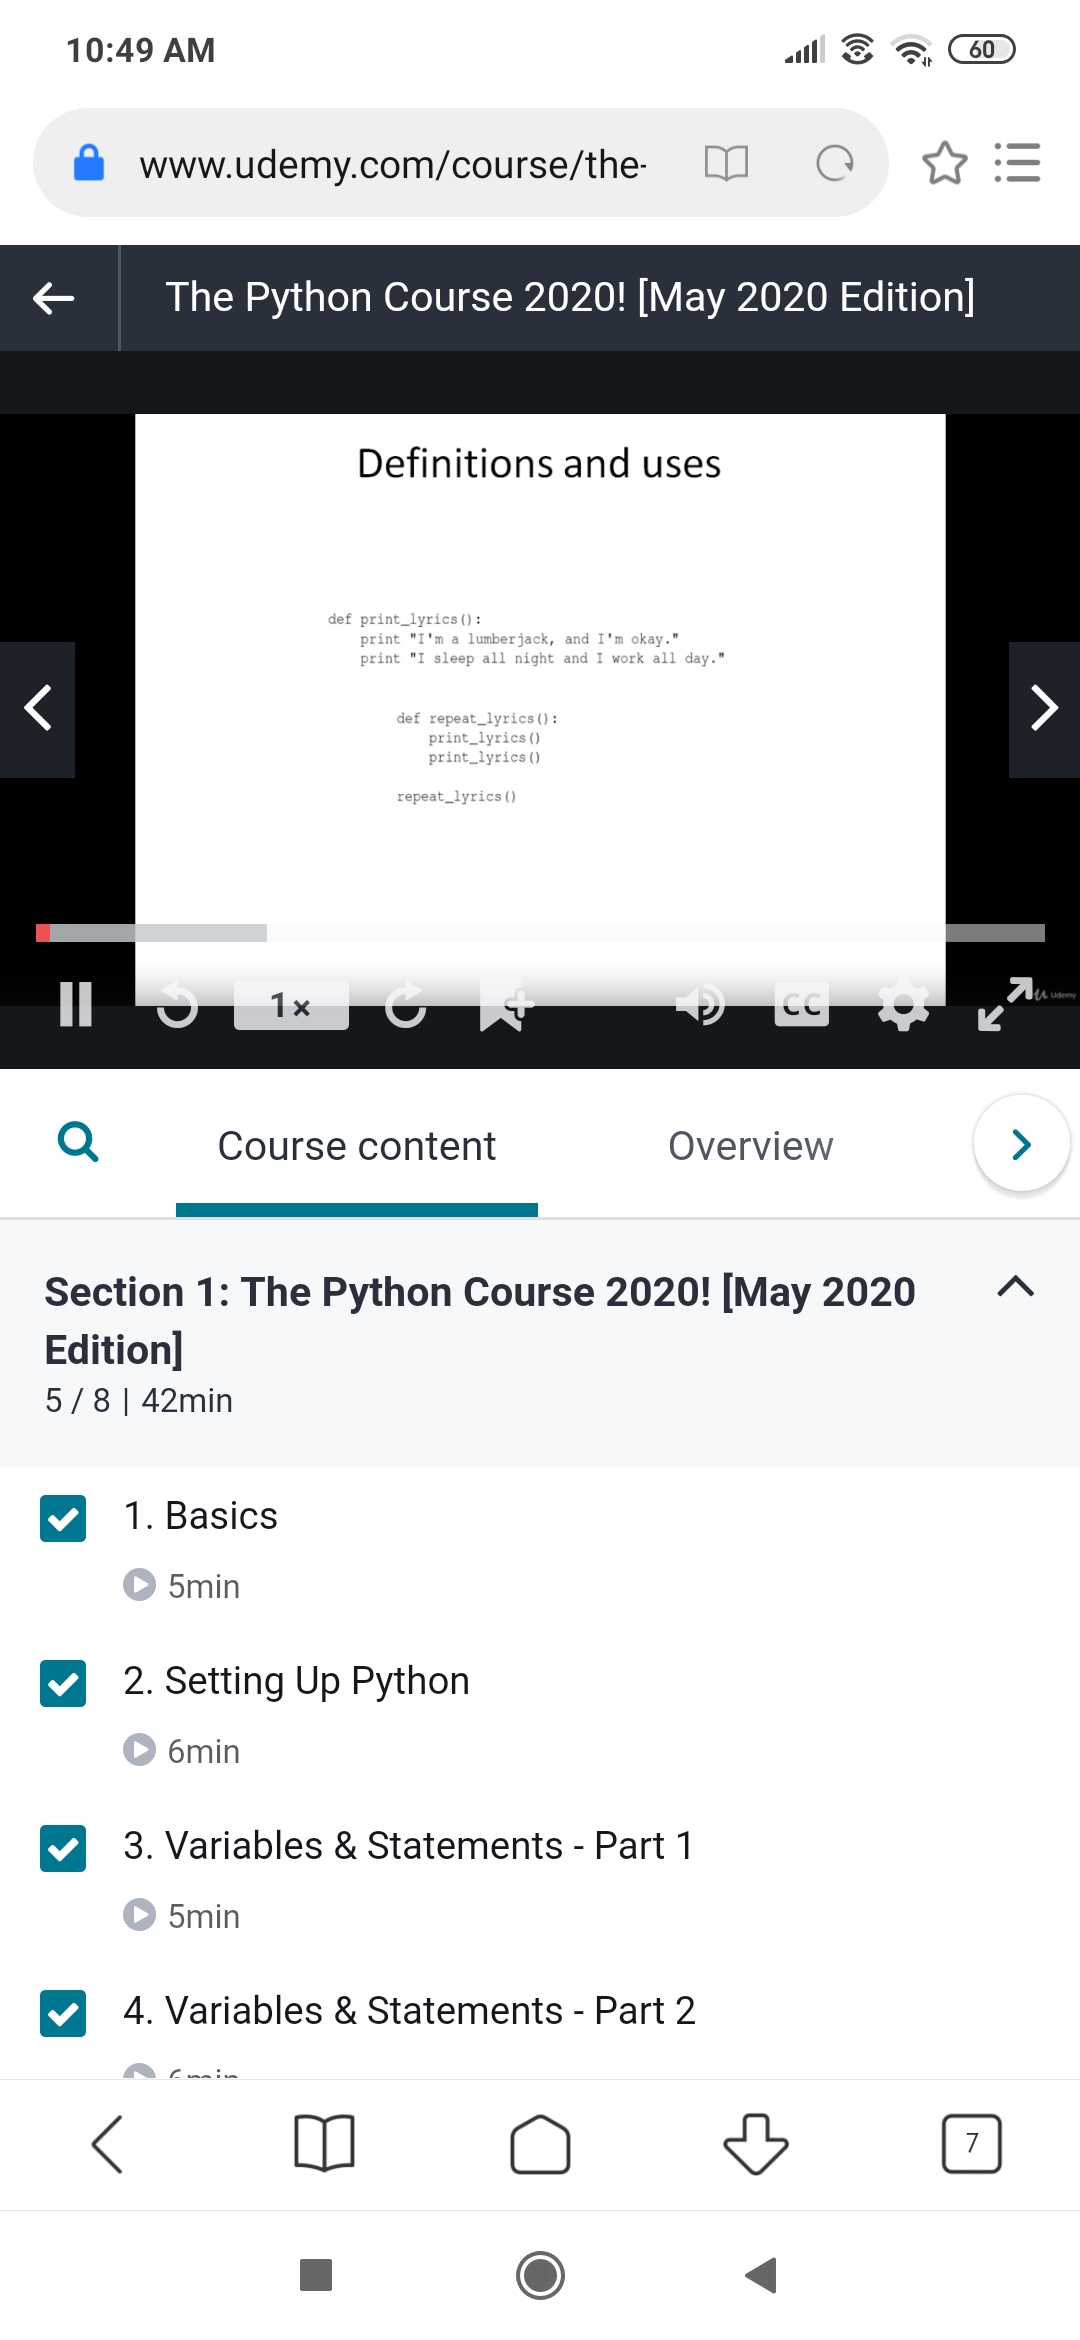 10:49 AM
60
www.udemy.com/course/the-
The Python Course 2020! [May 2020 Edition]
Definitions and uses
def print_lyrics():
    print "I'm a lumberjack, and I'm okay."
    print "I sleep all night and I work all day."
def repeat_lyrics():
    print_lyrics()
    print_lyrics()
repeat_lyrics()
1×
CC
Udemy
Course content
Overview
Section 1: The Python Course 2020! [May 2020
Edition]
5 / 8 | 42min
1. Basics
5min
2. Setting Up Python
6min
3. Variables & Statements - Part 1
5min
4. Variables & Statements - Part 2
6min
7